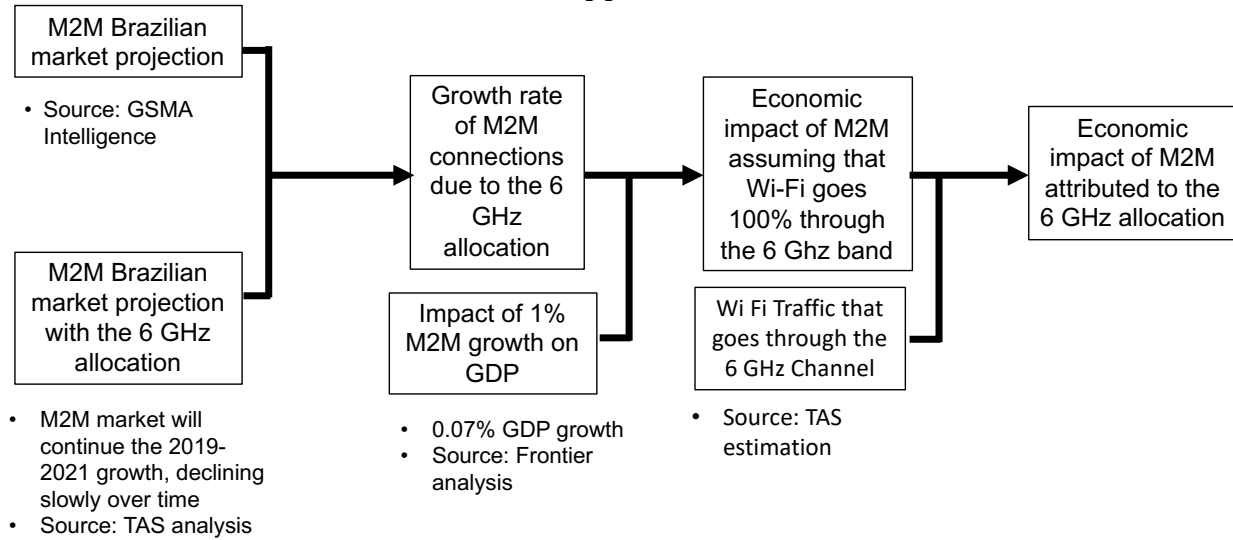 M2M Brazilian
market projection
• Source: GSMA
Intelligence
M2M Brazilian
market projection
with the 6 GHz
allocation
• M2M market will
continue the 2019-
2021 growth, declining
slowly over time
• Source: TAS analysis
Growth rate
of M2M
connections
due to the 6
GHz
allocation
Impact of 1%
M2M growth on
GDP
• 0.07% GDP growth
• Source: Frontier
analysis
Economic
impact of M2M
assuming that
Wi-Fi goes
100% through
the 6 Ghz band
Wi Fi Traffic that
goes through the
6 GHz Channel
• Source: TAS
estimation
Economic
impact of M2M
attributed to the
6 GHz allocation